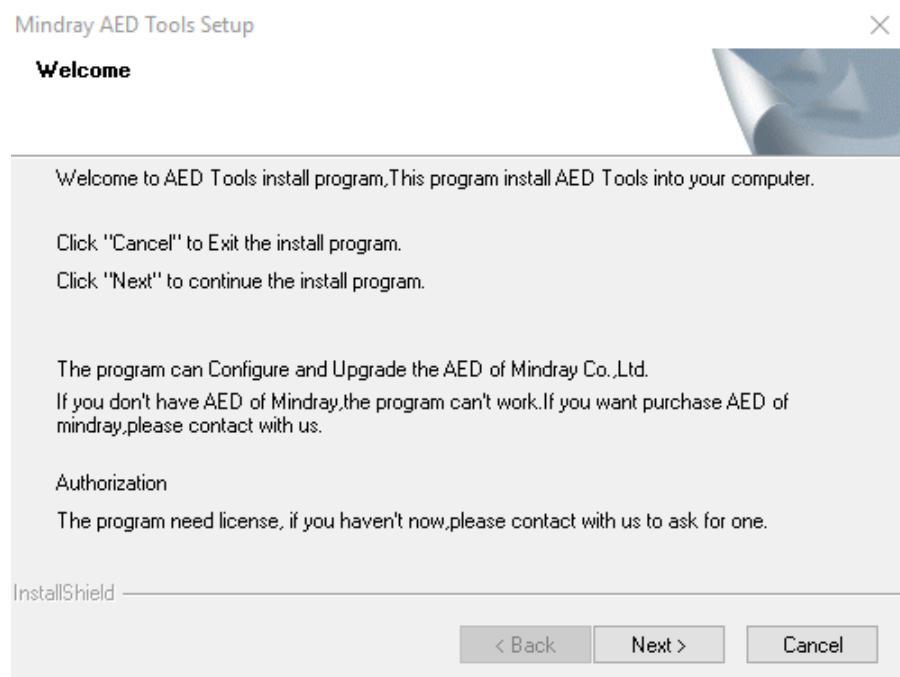 Mindray AED Tools Setup
Welcome
Welcome to AED Tools install program,This program install AED Tools into your computer.
Click "Cancel" to Exit the install program.
Click "Next" to continue the install program.
The program can Configure and Upgrade the AED of Mindray Co.,Ltd.
If you don't have AED of Mindray,the program can't work.If you want purchase AED of
mindray,please contact with us.
Authorization
The program need license, if you haven't now,please contact with us to ask for one.
InstallShield
< Back Next > Cancel